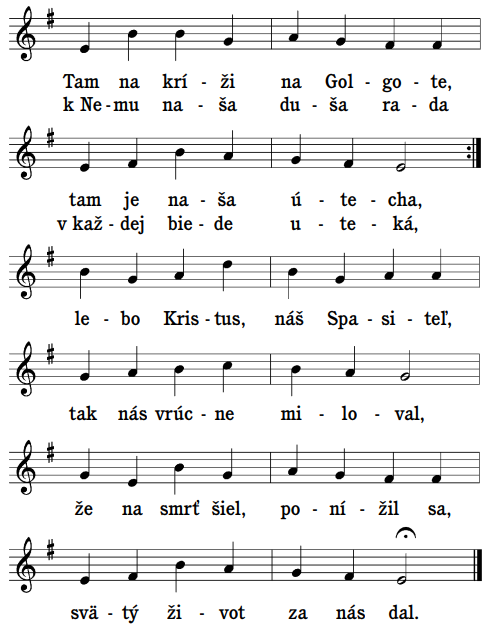 Tam na krí - ži na Gol - go - te,
k Ne - mu na - ša du - ša ra - da
tam je na - ša ú - te - cha,
v kaž - dej bie - de u - te - ká,
le - bo Kris - tus, náš Spa - si - teľ,
tak nás vrúc - ne mi - lo - val,
že na smrť šiel, po - ní - žil sa,
svä - tý ži - vot za nás dal.